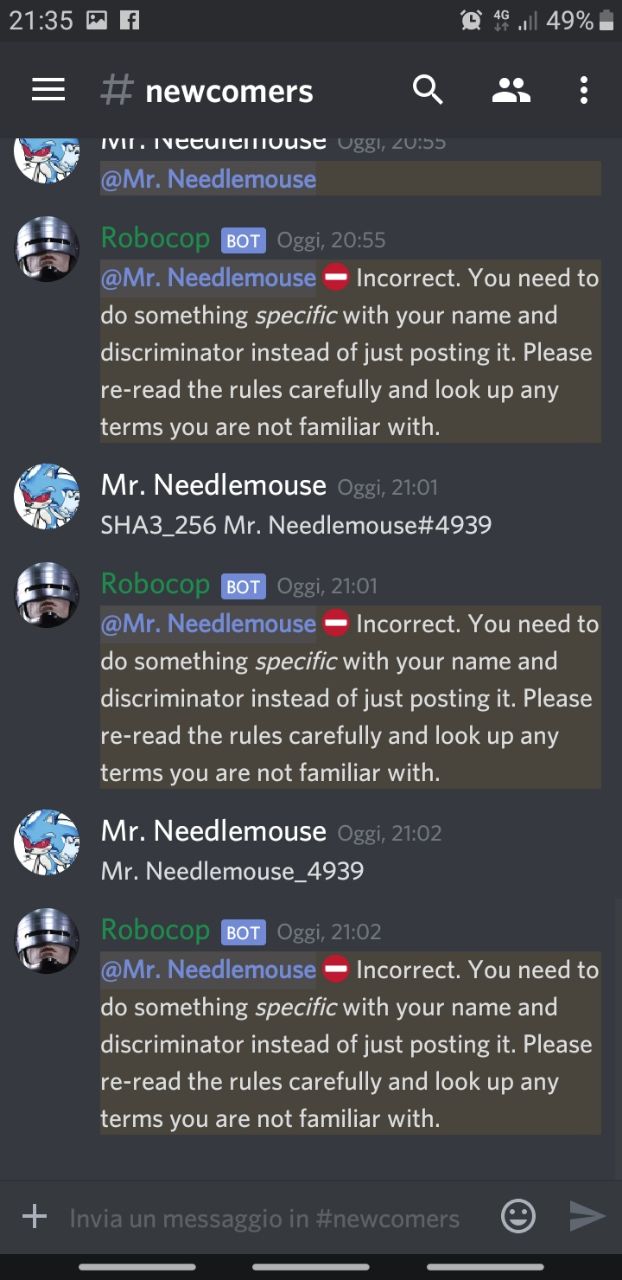 21:35 4G 49%
# newcomers
Mr. Needlemouse Oggi, 20:55
@Mr. Needlemouse
Robocop BOT Oggi, 20:55
@Mr. Needlemouse ⛔ Incorrect. You need to
do something specific with your name and
discriminator instead of just posting it. Please
re-read the rules carefully and look up any
terms you are not familiar with.
Mr. Needlemouse Oggi, 21:01
SHA3_256 Mr. Needlemouse#4939
Robocop BOT Oggi, 21:01
@Mr. Needlemouse ⛔ Incorrect. You need to
do something specific with your name and
discriminator instead of just posting it. Please
re-read the rules carefully and look up any
terms you are not familiar with.
Mr. Needlemouse Oggi, 21:02
Mr. Needlemouse_4939
Robocop BOT Oggi, 21:02
@Mr. Needlemouse ⛔ Incorrect. You need to
do something specific with your name and
discriminator instead of just posting it. Please
re-read the rules carefully and look up any
terms you are not familiar with.
Invia un messaggio in #newcomers